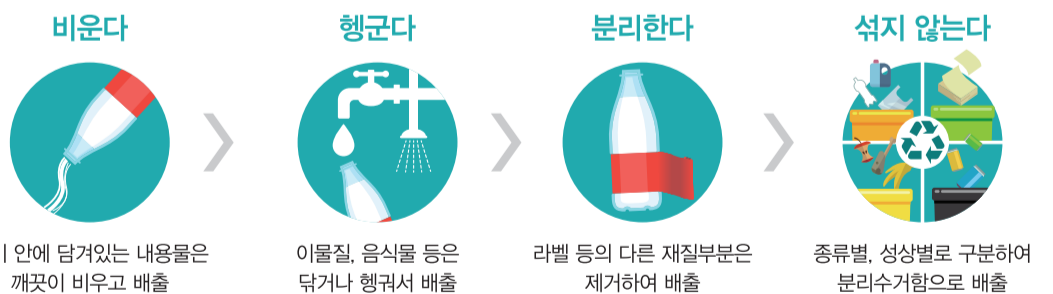 비운다
안에 담겨있는 내용물은
깨끗이 비우고 배출
헹군다
이물질, 음식물 등은
닦거나 헹궈서 배출
분리한다
라벨 등의 다른 재질부분은
제거하여 배출
섞지 않는다
종류별, 성상별로 구분하여
분리수거함으로 배출